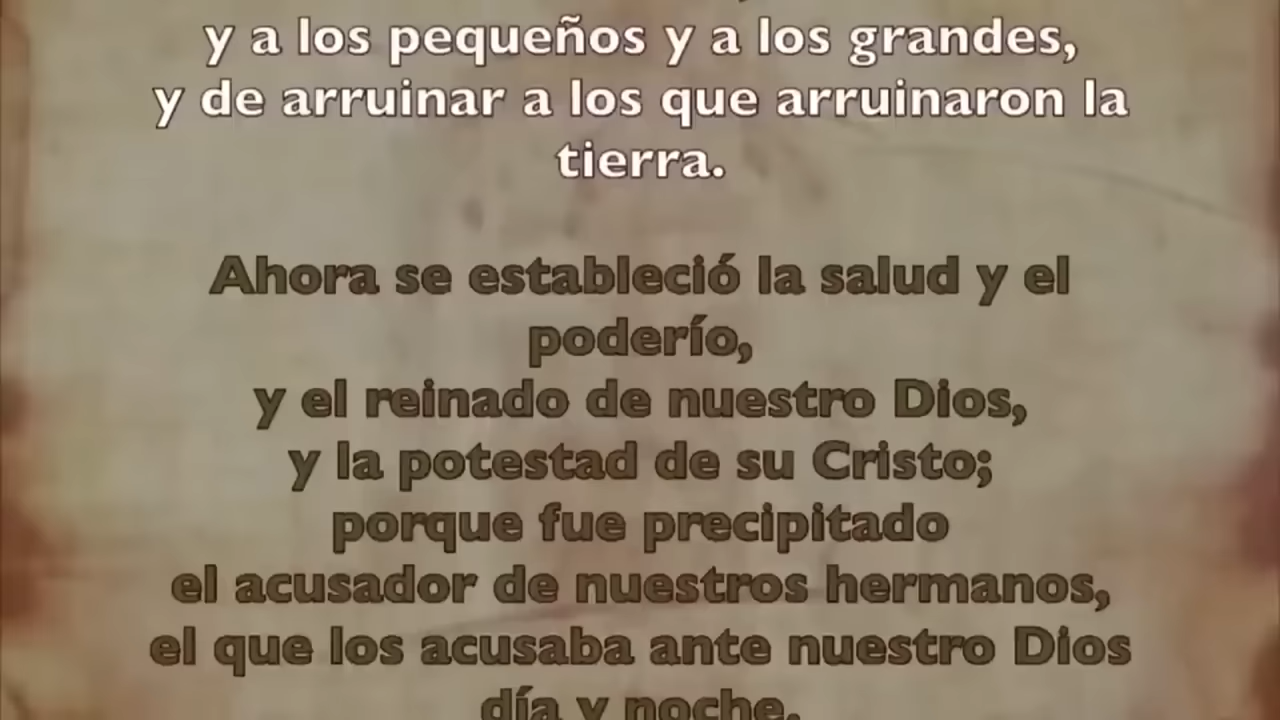 y a los pequeños y a los grandes,
y de arruinar a los que arruinaron la
tierra.
Ahora se estableció la salud y el
poderío,
y el reinado de nuestro Dios,
y la potestad de su Cristo;
porque fue precipitado
el acusador de nuestros hermanos,
el que los acusaba ante nuestro Dios
día y noche.